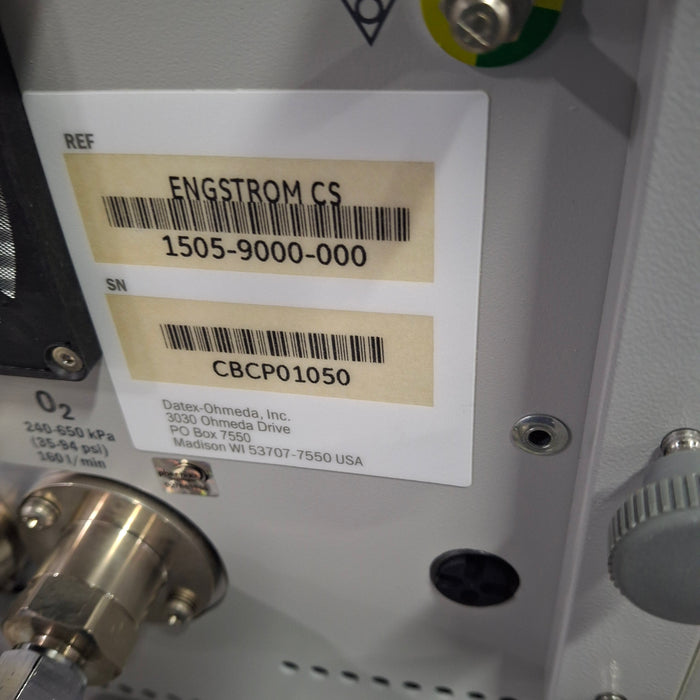 REF
ENGSTROM CS
1505-9000-000
SN
CBCP01050
Datex-Ohmeda, Inc.
3030 Ohmeda Drive
PO Box 7550
Madison WI 53707-7550 USA
O₂
240-650 kPa
(35-94 psi)
160 l/min